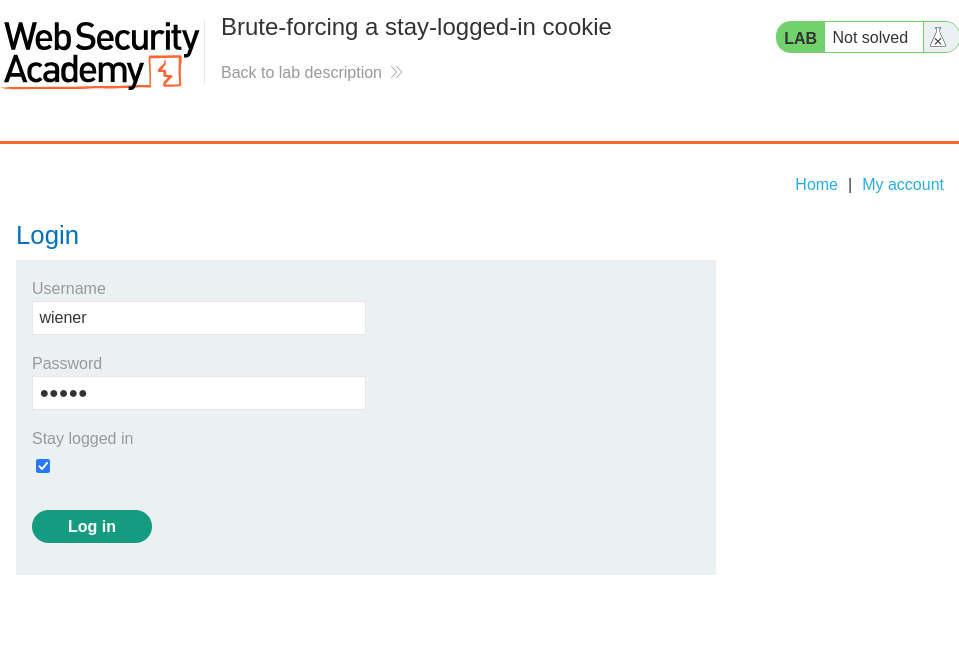 Web Security
Academy
Brute-forcing a stay-logged-in cookie
Back to lab description
LAB Not solved
Home | My account
Login
Username
wiener
Password
•••••
Stay logged in
Log in